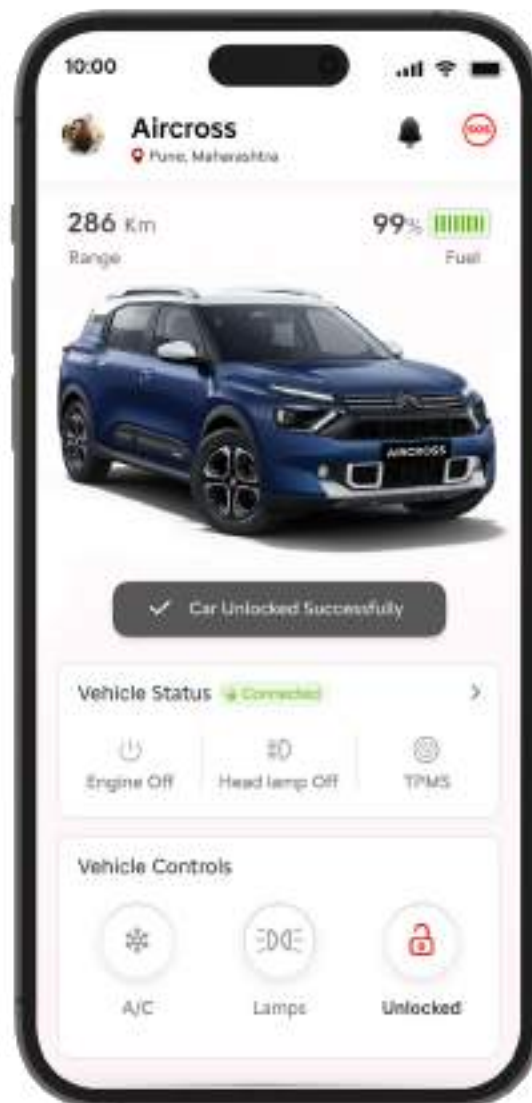 10:00
Aircross
SOS
Pune, Maharashtra
286 Km
99%
Range
Fuel
AIRCROSS
Car Unlocked Successfully
Vehicle Status
Connected
Engine Off
Head lamp Off
TPMS
Vehicle Controls
A/C
Lamps
Unlocked